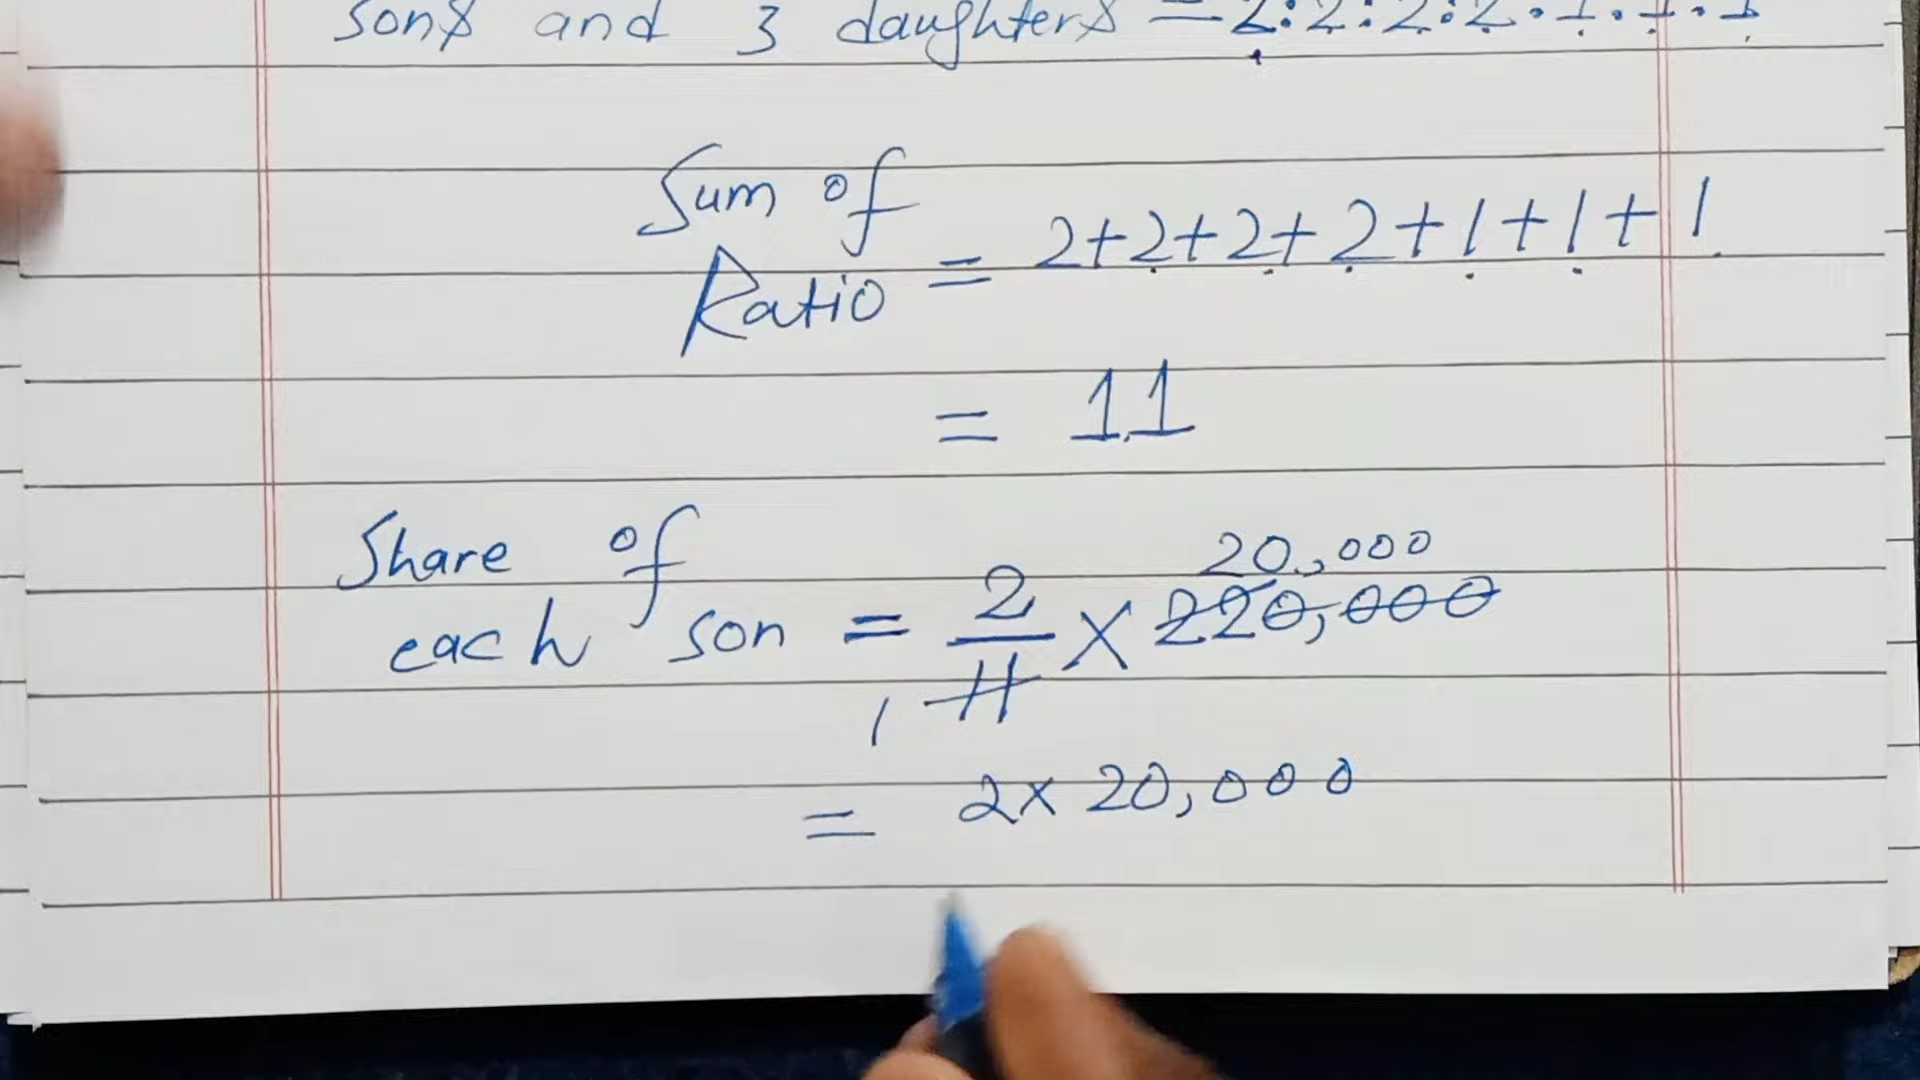 sons and 3 daughters = 2:2:2:2:1:1:1
Sum of
Ratio = 2+2+2+2+1+1+1
= 11
Share of 20,000
each son = 2/11 X 220,000
1
= 2x 20,000